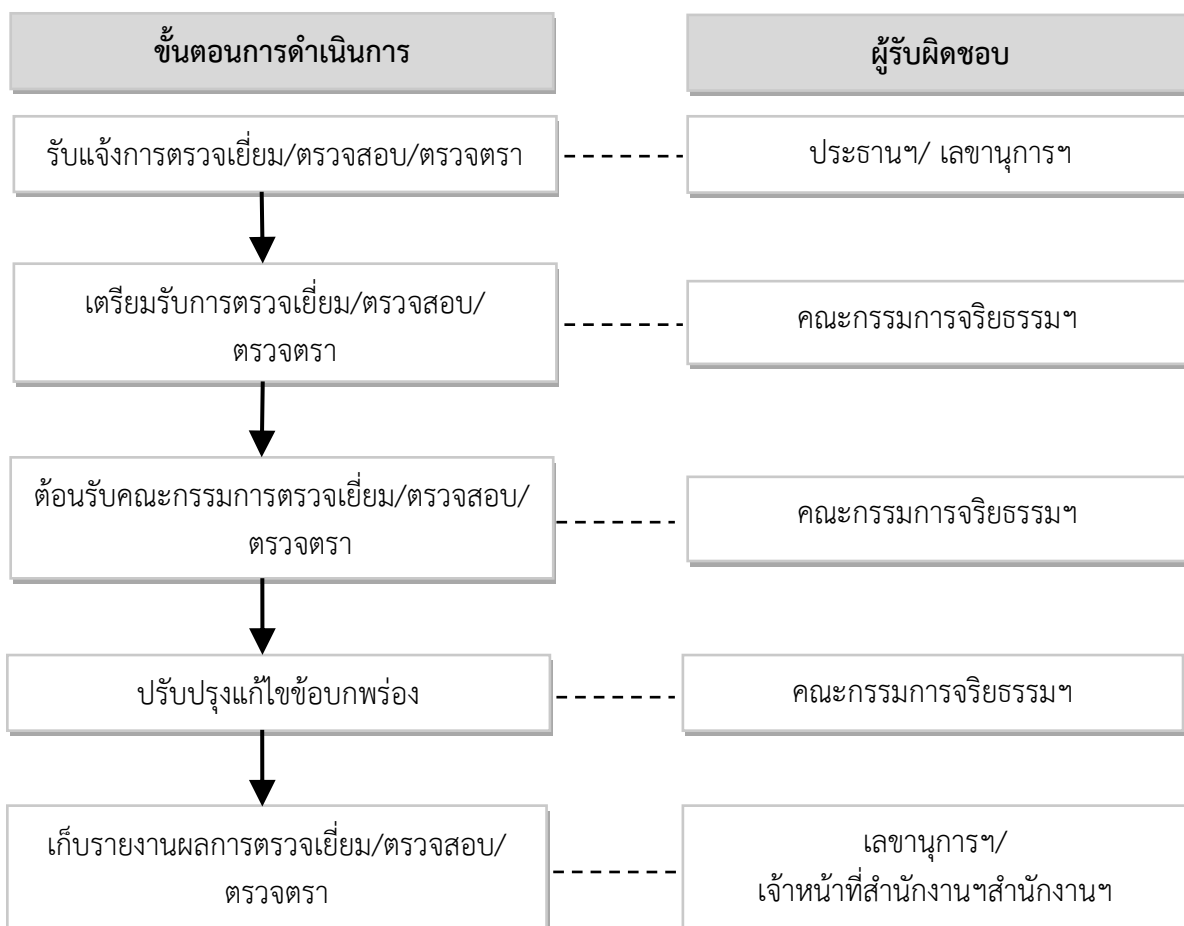 ขั้นตอนการดำเนินการ
ผู้รับผิดชอบ
รับแจ้งการตรวจเยี่ยม/ตรวจสอบ/ตรวจตรา
ประธานฯ/ เลขานุการฯ
เตรียมรับการตรวจเยี่ยม/ตรวจสอบ/
ตรวจตรา
คณะกรรมการจริยธรรมฯ
ต้อนรับคณะกรรมการตรวจเยี่ยม/ตรวจสอบ/
ตรวจตรา
คณะกรรมการจริยธรรมฯ
ปรับปรุงแก้ไขข้อบกพร่อง
คณะกรรมการจริยธรรมฯ
เก็บรายงานผลการตรวจเยี่ยม/ตรวจสอบ/
ตรวจตรา
เลขานุการฯ/
เจ้าหน้าที่สำนักงานฯสำนักงานฯ